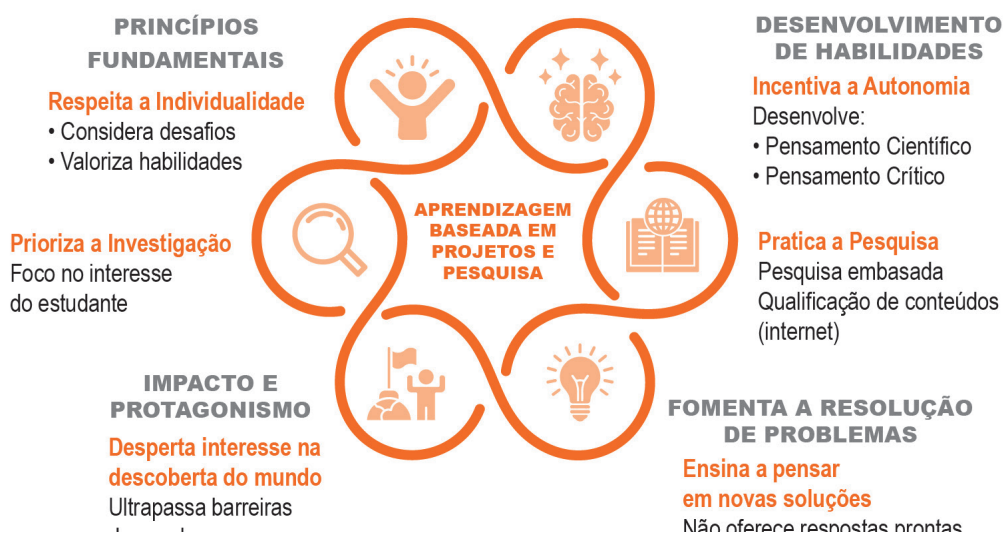 PRINCÍPIOS
FUNDAMENTAIS
Respeita a Individualidade
• Considera desafios
• Valoriza habilidades
Prioriza a Investigação
Foco no interesse
do estudante
IMPACTO E
PROTAGONISMO
Desperta interesse na
descoberta do mundo
Ultrapassa barreiras
APRENDIZAGEM
BASEADA EM
PROJETOS E
PESQUISA
DESENVOLVIMENTO
DE HABILIDADES
Incentiva a Autonomia
Desenvolve:
• Pensamento Científico
• Pensamento Crítico
Pratica a Pesquisa
Pesquisa embasada
Qualificação de conteúdos
(internet)
FOMENTA A RESOLUÇÃO
DE PROBLEMAS
Ensina a pensar
em novas soluções
Não oferece respostas prontas